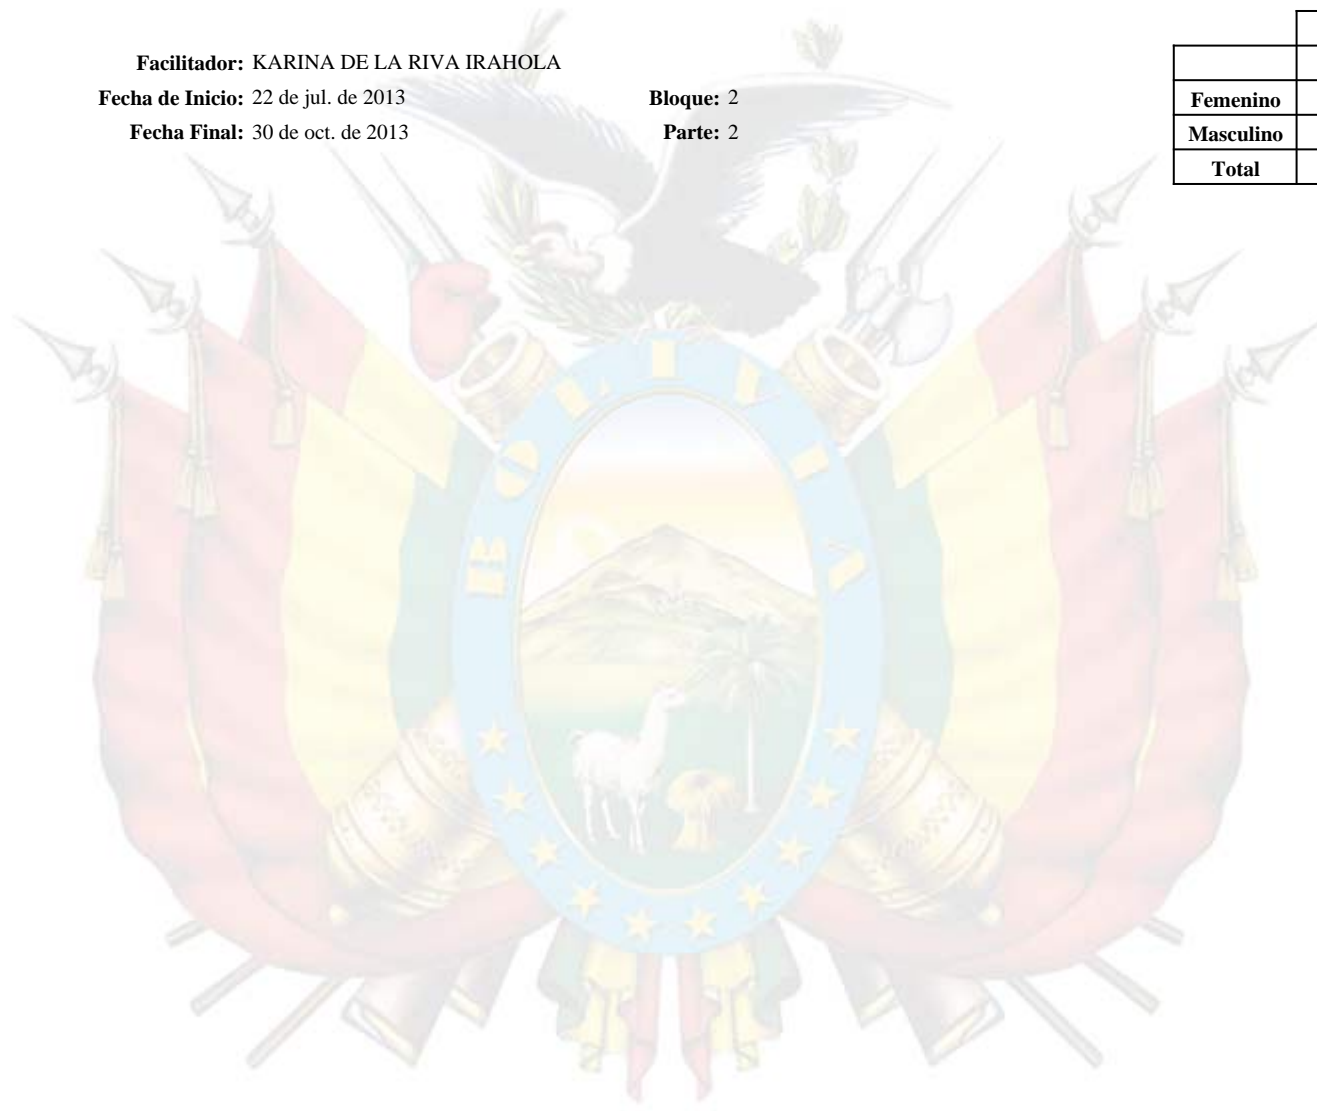 Facilitador: KARINA DE LA RIVA IRAHOLA
Fecha de Inicio: 22 de jul. de 2013 Bloque: 2
Fecha Final: 30 de oct. de 2013 Parte: 2
Femenino
Masculino
Total
BOLIVIA